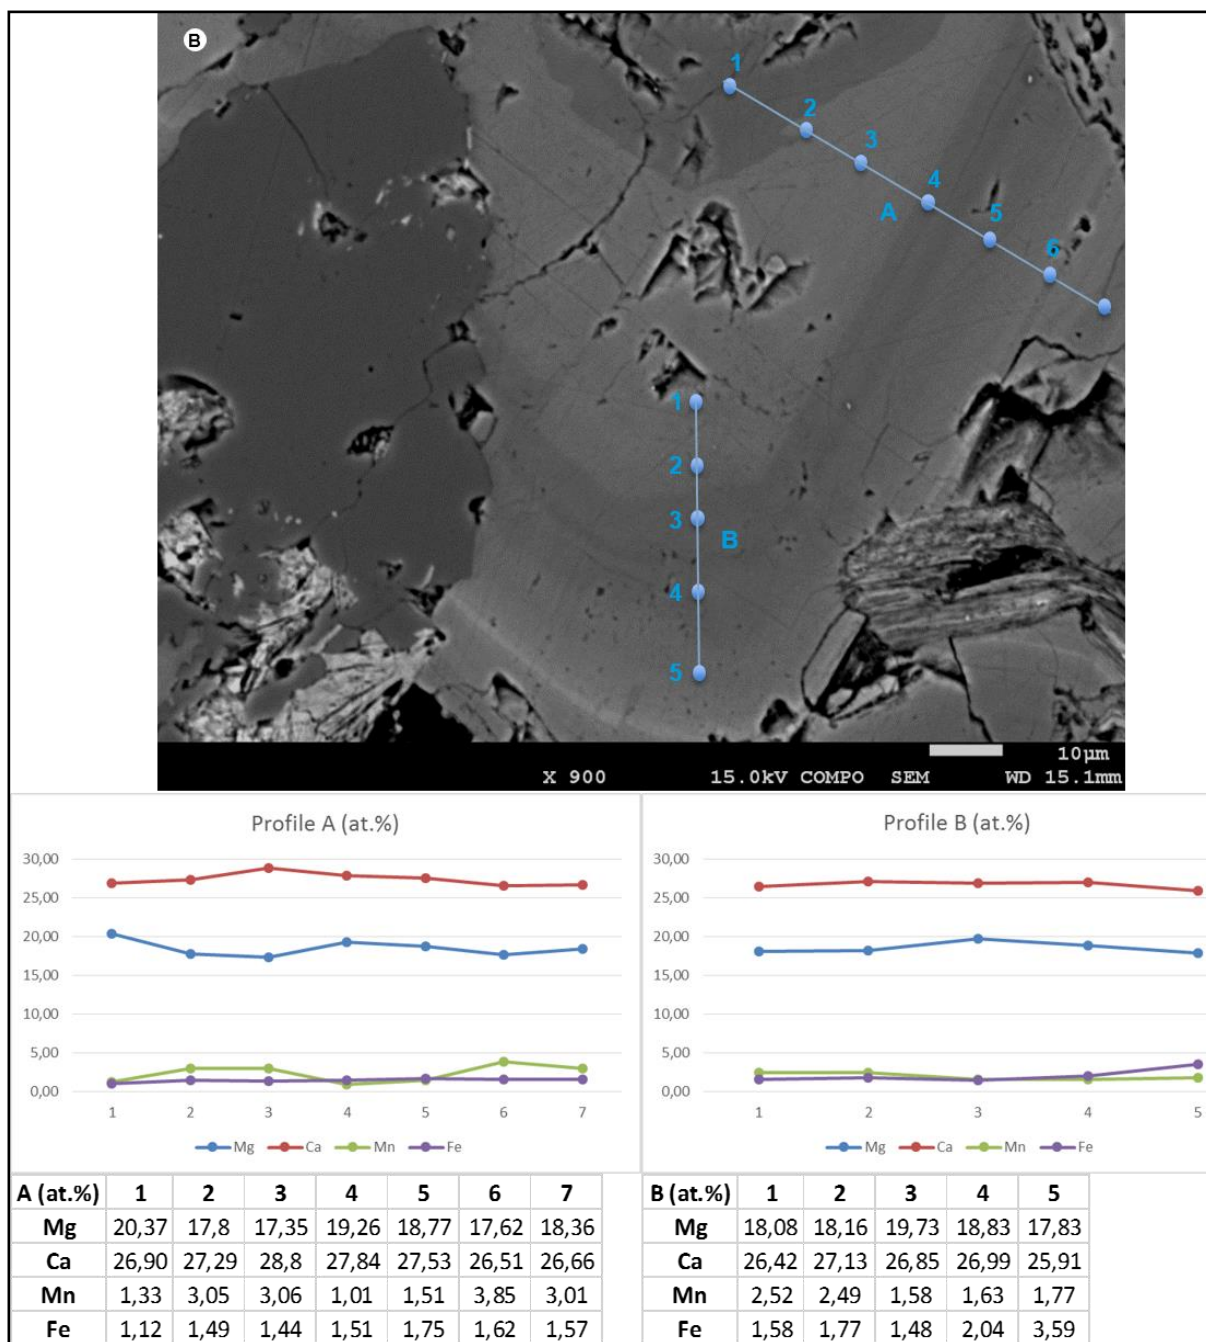 B
1
2
3
4
A
5
6
1
2
3
B
4
5
10µm
X 900 15.0kV COMPO SEM WD 15.1mm
Profile A (at.%)
30,00
25,00
20,00
15,00
10,00
5,00
0,00
1 2 3 4 5 6 7
Mg Ca Mn Fe
Profile B (at.%)
30,00
25,00
20,00
15,00
10,00
5,00
0,00
1 2 3 4 5
Mg Ca Mn Fe
A (at.%) 1 2 3 4 5 6 7
Mg 20,37 17,8 17,35 19,26 18,77 17,62 18,36
Ca 26,90 27,29 28,8 27,84 27,53 26,51 26,66
Mn 1,33 3,05 3,06 1,01 1,51 3,85 3,01
Fe 1,12 1,49 1,44 1,51 1,75 1,62 1,57
B (at.%) 1 2 3 4 5
Mg 18,08 18,16 19,73 18,83 17,83
Ca 26,42 27,13 26,85 26,99 25,91
Mn 2,52 2,49 1,58 1,63 1,77
Fe 1,58 1,77 1,48 2,04 3,59